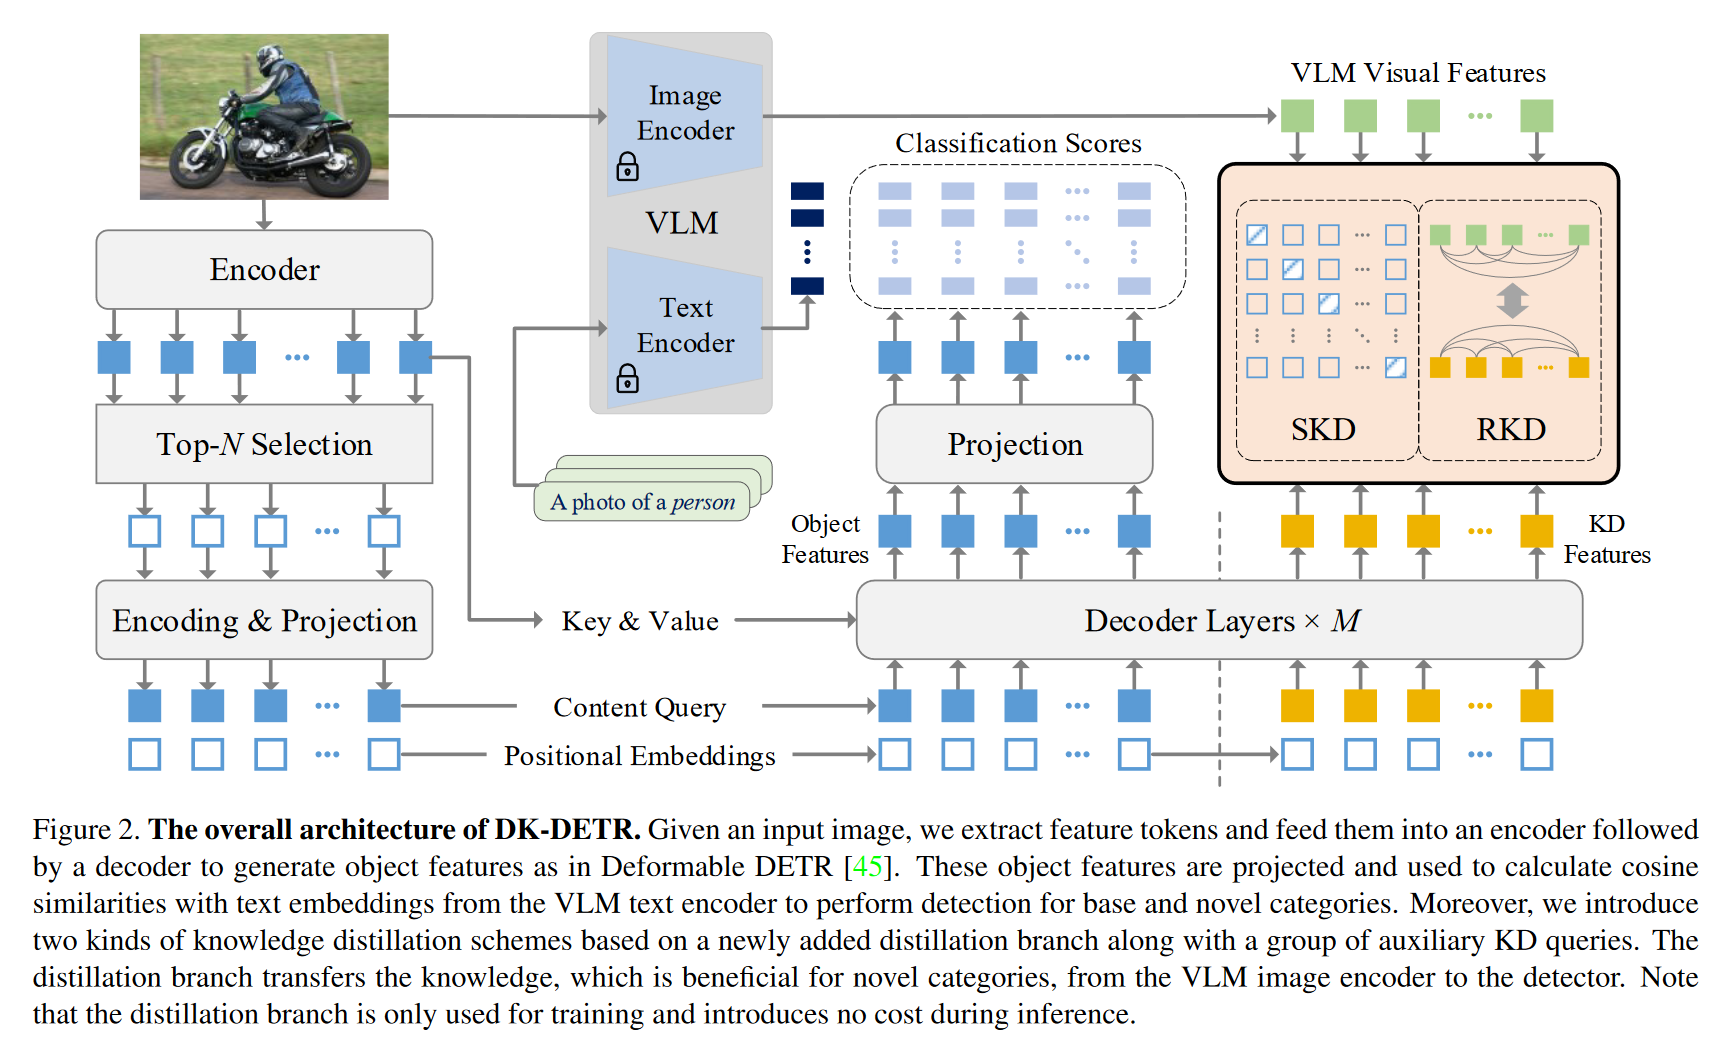 VLM Visual Features
Image
Encoder
Classification Scores
VLM
Encoder
Text
Encoder
Top-N Selection
Projection
SKD
RKD
A photo of a person
Object
Features
KD
Features
Encoding & Projection
Key & Value
Decoder Layers × M
Content Query
Positional Embeddings
Figure 2. The overall architecture of DK-DETR. Given an input image, we extract feature tokens and feed them into an encoder followed
by a decoder to generate object features as in Deformable DETR [45]. These object features are projected and used to calculate cosine
similarities with text embeddings from the VLM text encoder to perform detection for base and novel categories. Moreover, we introduce
two kinds of knowledge distillation schemes based on a newly added distillation branch along with a group of auxiliary KD queries. The
distillation branch transfers the knowledge, which is beneficial for novel categories, from the VLM image encoder to the detector. Note
that the distillation branch is only used for training and introduces no cost during inference.